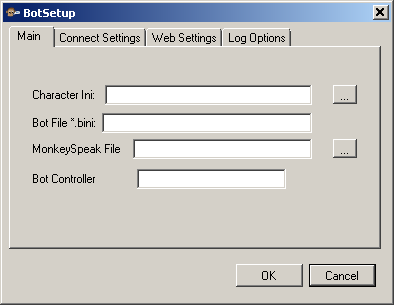 BotSetup
Main Connect Settings Web Settings Log Options
Character Ini: ...
Bot File *.bini:
MonkeySpeak File ...
Bot Controller
OK Cancel